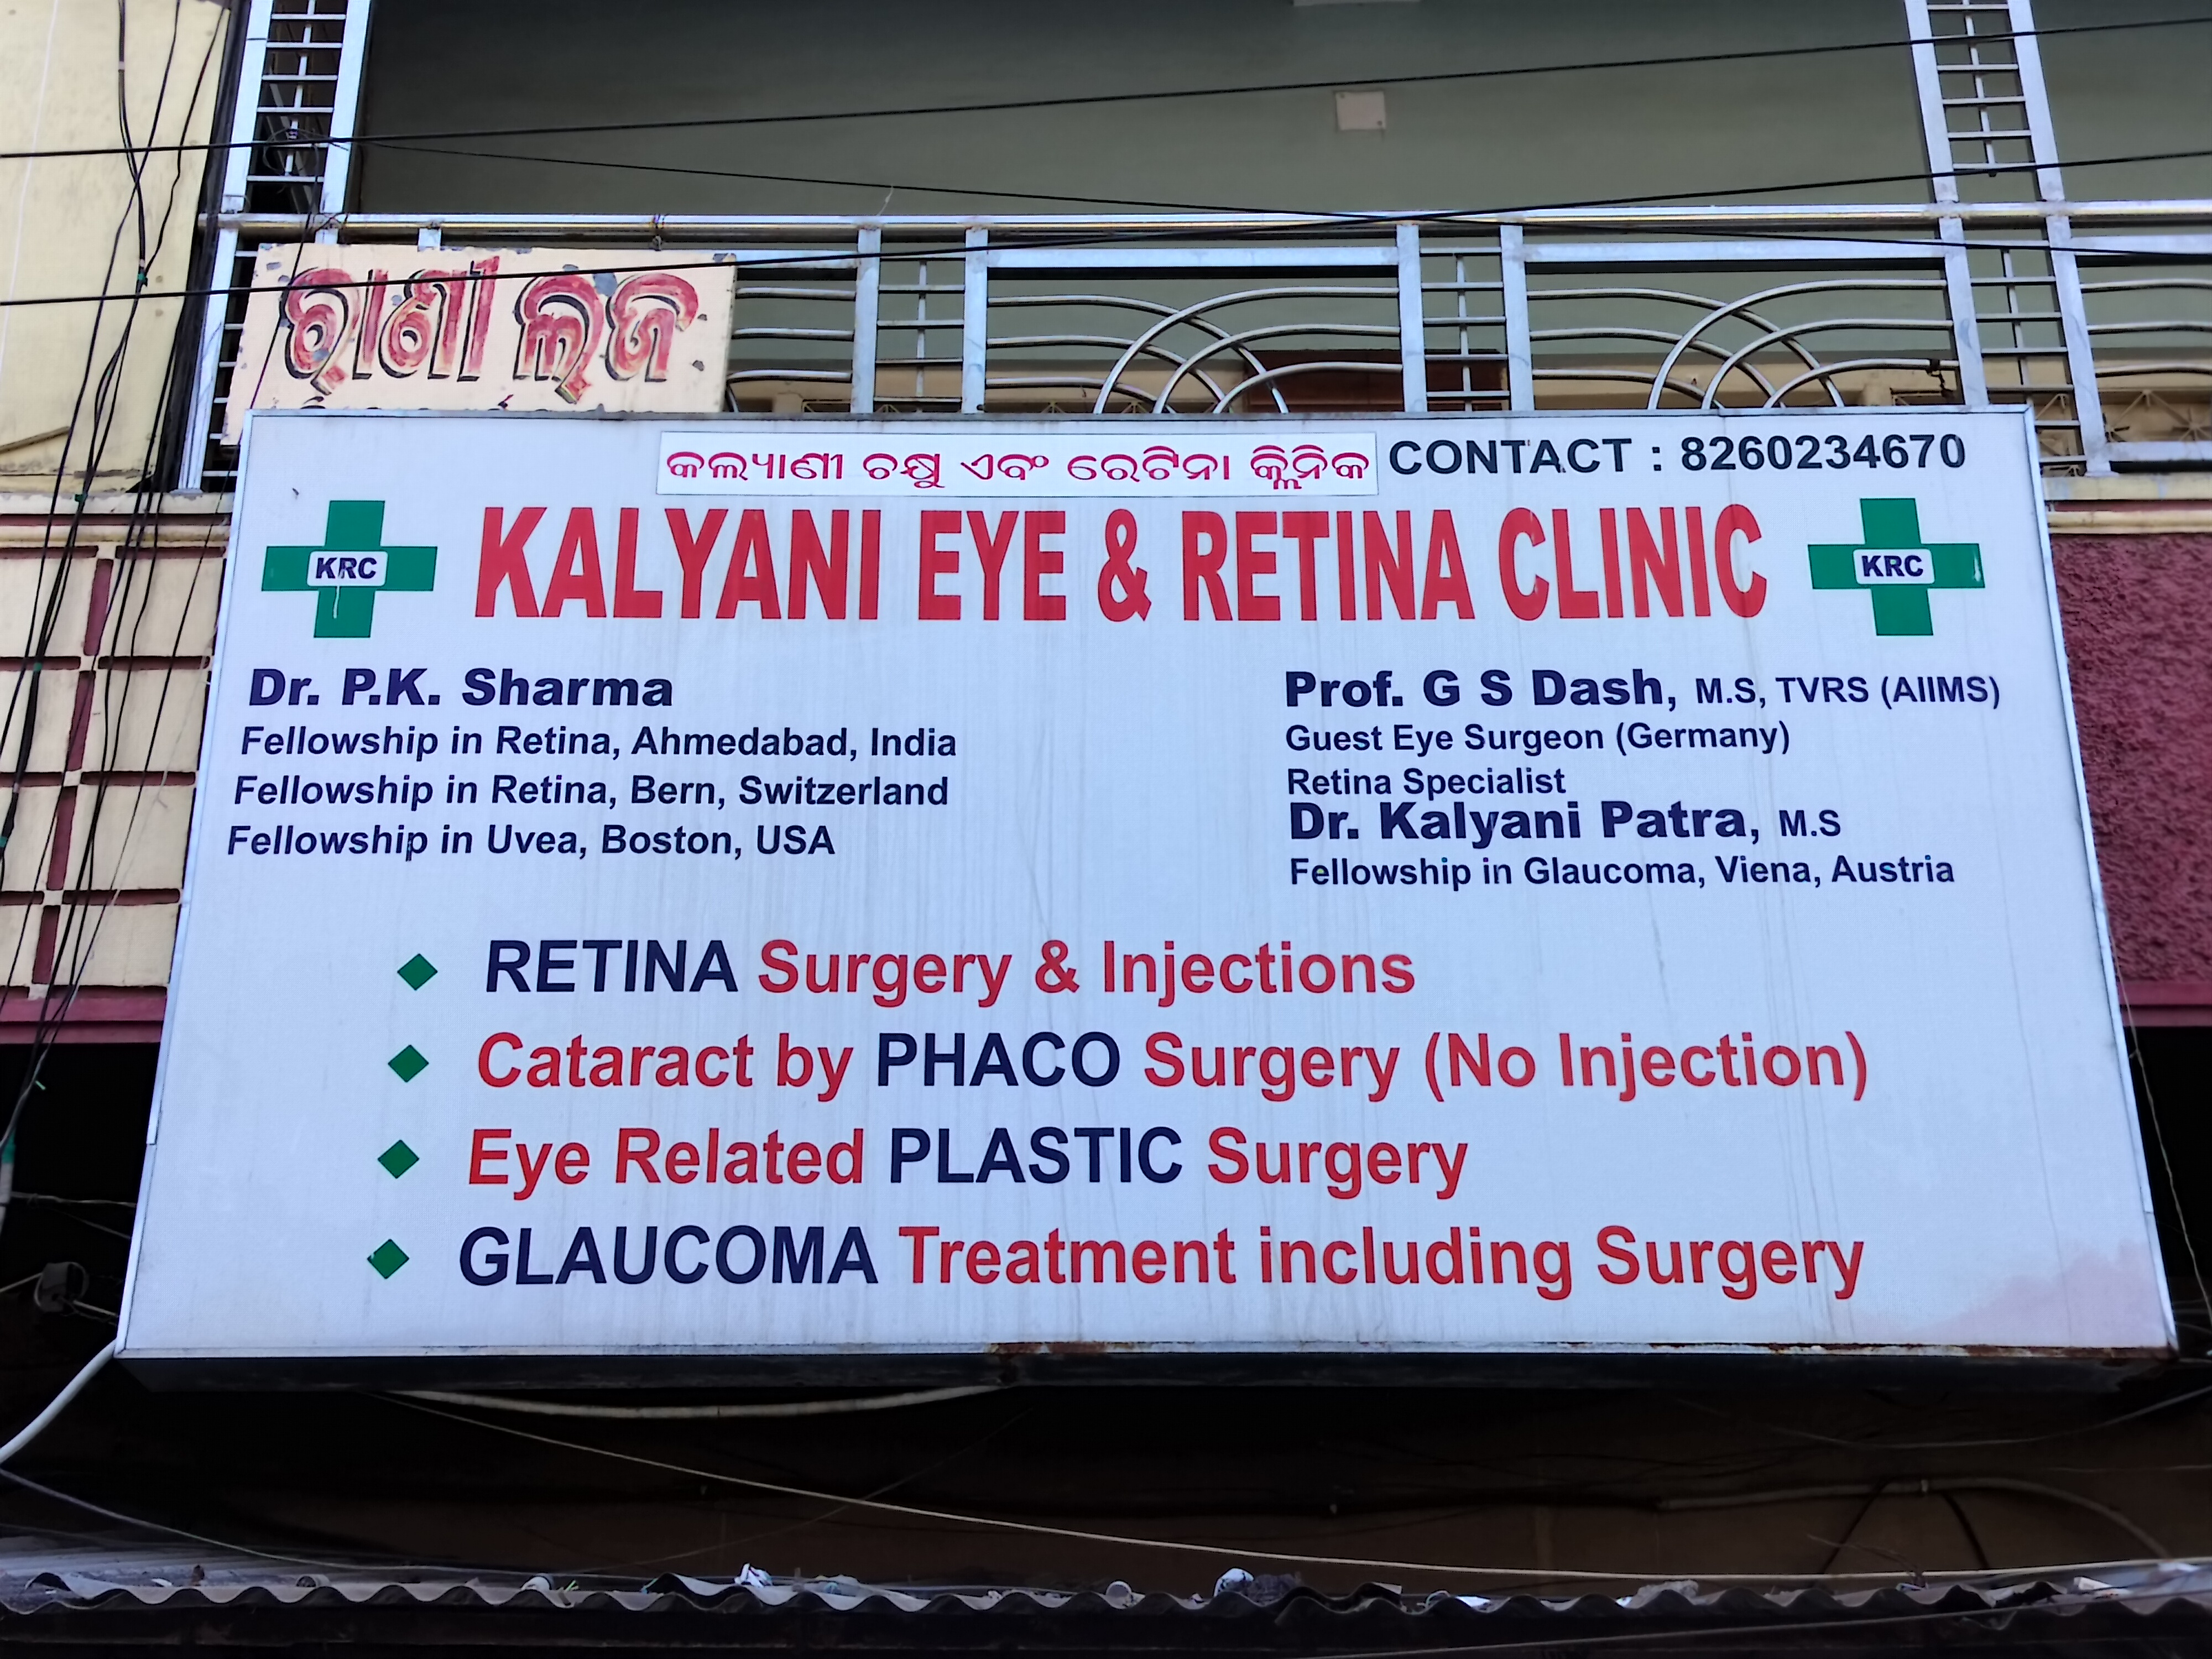 ରାଣୀ ଲଜ
କଲ୍ୟାଣୀ ଚକ୍ଷୁ ଏବଂ ରେଟିନା କ୍ଲିନିକ
CONTACT : 8260234670
KRC
KALYANI EYE & RETINA CLINIC
KRC
Dr. P.K. Sharma
Fellowship in Retina, Ahmedabad, India
Fellowship in Retina, Bern, Switzerland
Fellowship in Uvea, Boston, USA
Prof. G S Dash, M.S, TVRS (AIIMS)
Guest Eye Surgeon (Germany)
Retina Specialist
Dr. Kalyani Patra, M.S
Fellowship in Glaucoma, Viena, Austria
RETINA Surgery & Injections
Cataract by PHACO Surgery (No Injection)
Eye Related PLASTIC Surgery
GLAUCOMA Treatment including Surgery